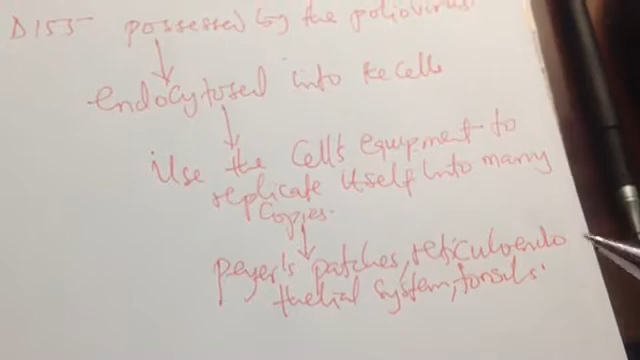 D155 possessed by the poliovirus
endocytosed into the cells
Use the Cell's equipment to
replicate itself into many
Copies.
peyer's patches, reticuloendo
thelial system, tonsils.